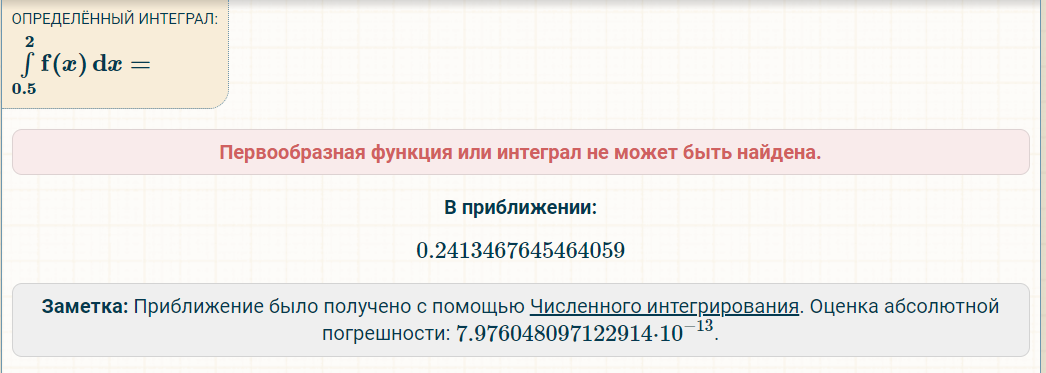 ОПРЕДЕЛЁННЫЙ ИНТЕГРАЛ:
2
∫ f(x) dx =
0.5
Первообразная функция или интеграл не может быть найдена.
В приближении:
0.2413467645464059
Заметка: Приближение было получено с помощью Численного интегрирования. Оценка абсолютной
погрешности: 7.976048097122914·10⁻¹³.